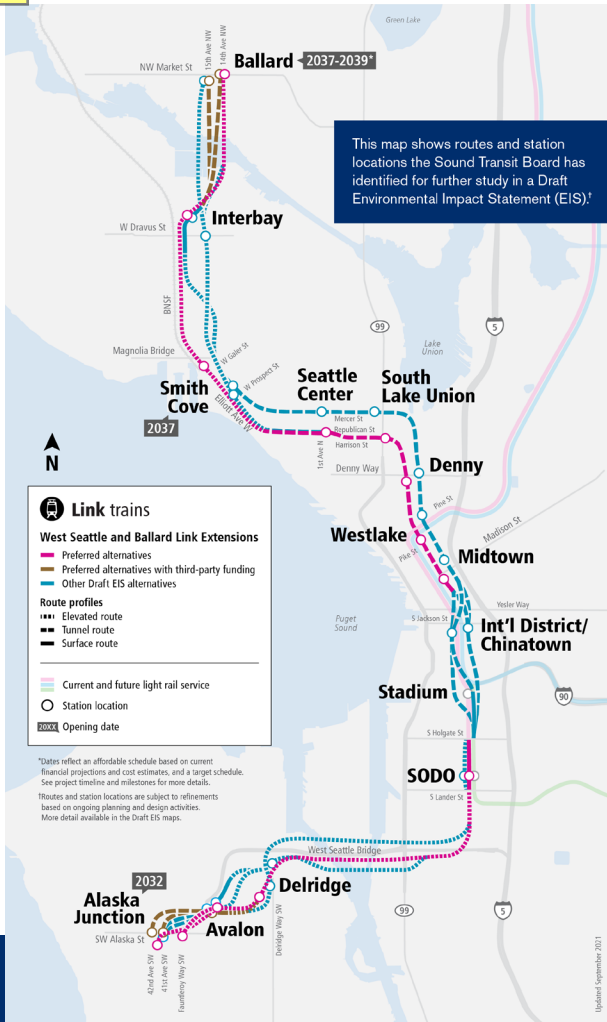 Green Lake
15th Ave NW
14th Ave NW
NW Market St
Ballard
2037-2039*
This map shows routes and station
locations the Sound Transit Board has
identified for further study in a Draft
Environmental Impact Statement (EIS).†
Interbay
W Dravus St
BNSF
99
5
Lake
Union
Magnolia Bridge
W Galer St
W Prospect St
Smith
Cove
2037
Elliott Ave W
Seattle
Center
South
Lake Union
Mercer St
Republican St
Harrison St
1st Ave N
Denny Way
Denny
N
Pine St
Westlake
Pike St
Madison St
Midtown
Link trains
West Seattle and Ballard Link Extensions
Preferred alternatives
Preferred alternatives with third-party funding
Other Draft EIS alternatives
Route profiles
Elevated route
Tunnel route
Surface route
Current and future light rail service
Station location
20XX Opening date
Puget
Sound
Yesler Way
S Jackson St
Int'l District/
Chinatown
Stadium
90
S Holgate St
SODO
S Lander St
*Dates reflect an affordable schedule based on current
financial projections and cost estimates, and a target schedule.
See project timeline and milestones for more details.
†Routes and station locations are subject to refinements
based on ongoing planning and design activities.
More detail available in the Draft EIS maps.
West Seattle Bridge
2032
Delridge
Alaska
Junction
Avalon
99
5
SW Alaska St
Delridge Way SW
42nd Ave SW
41st Ave SW
Fauntleroy Way SW
Updated September 2021